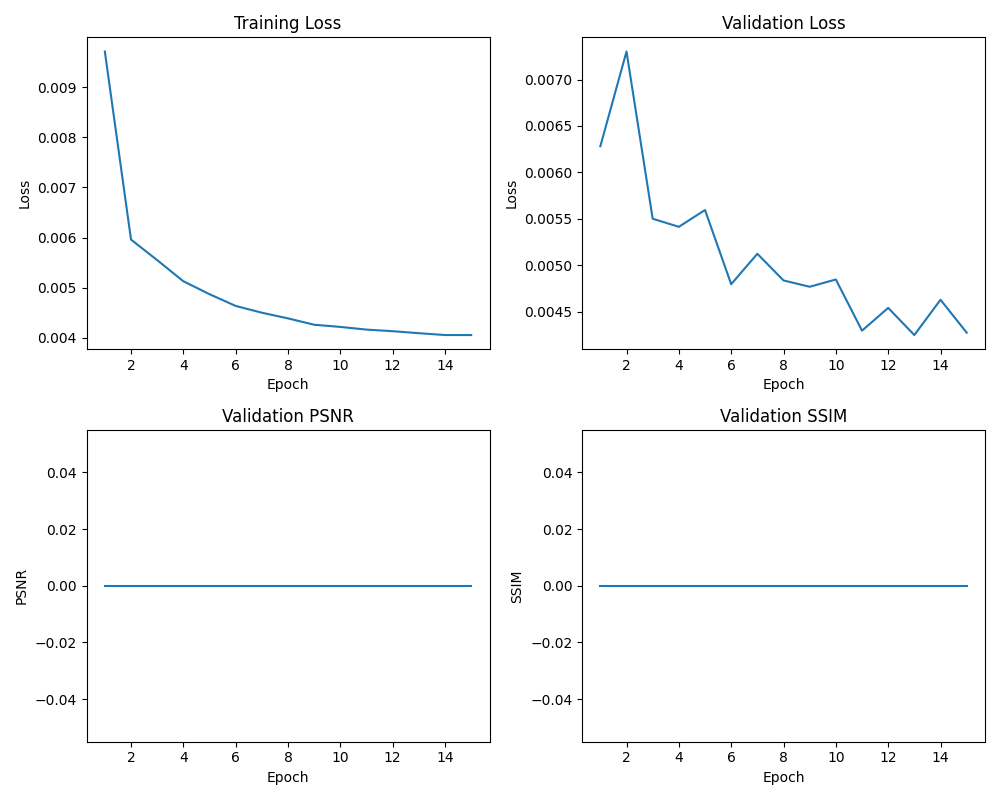 Training Loss
0.009
0.008
0.007
0.006
0.005
0.004
Loss
2 4 6 8 10 12 14
Epoch
Validation Loss
0.0070
0.0065
0.0060
0.0055
0.0050
0.0045
Loss
2 4 6 8 10 12 14
Epoch
Validation PSNR
0.04
0.02
0.00
−0.02
−0.04
PSNR
2 4 6 8 10 12 14
Epoch
Validation SSIM
0.04
0.02
0.00
−0.02
−0.04
SSIM
2 4 6 8 10 12 14
Epoch